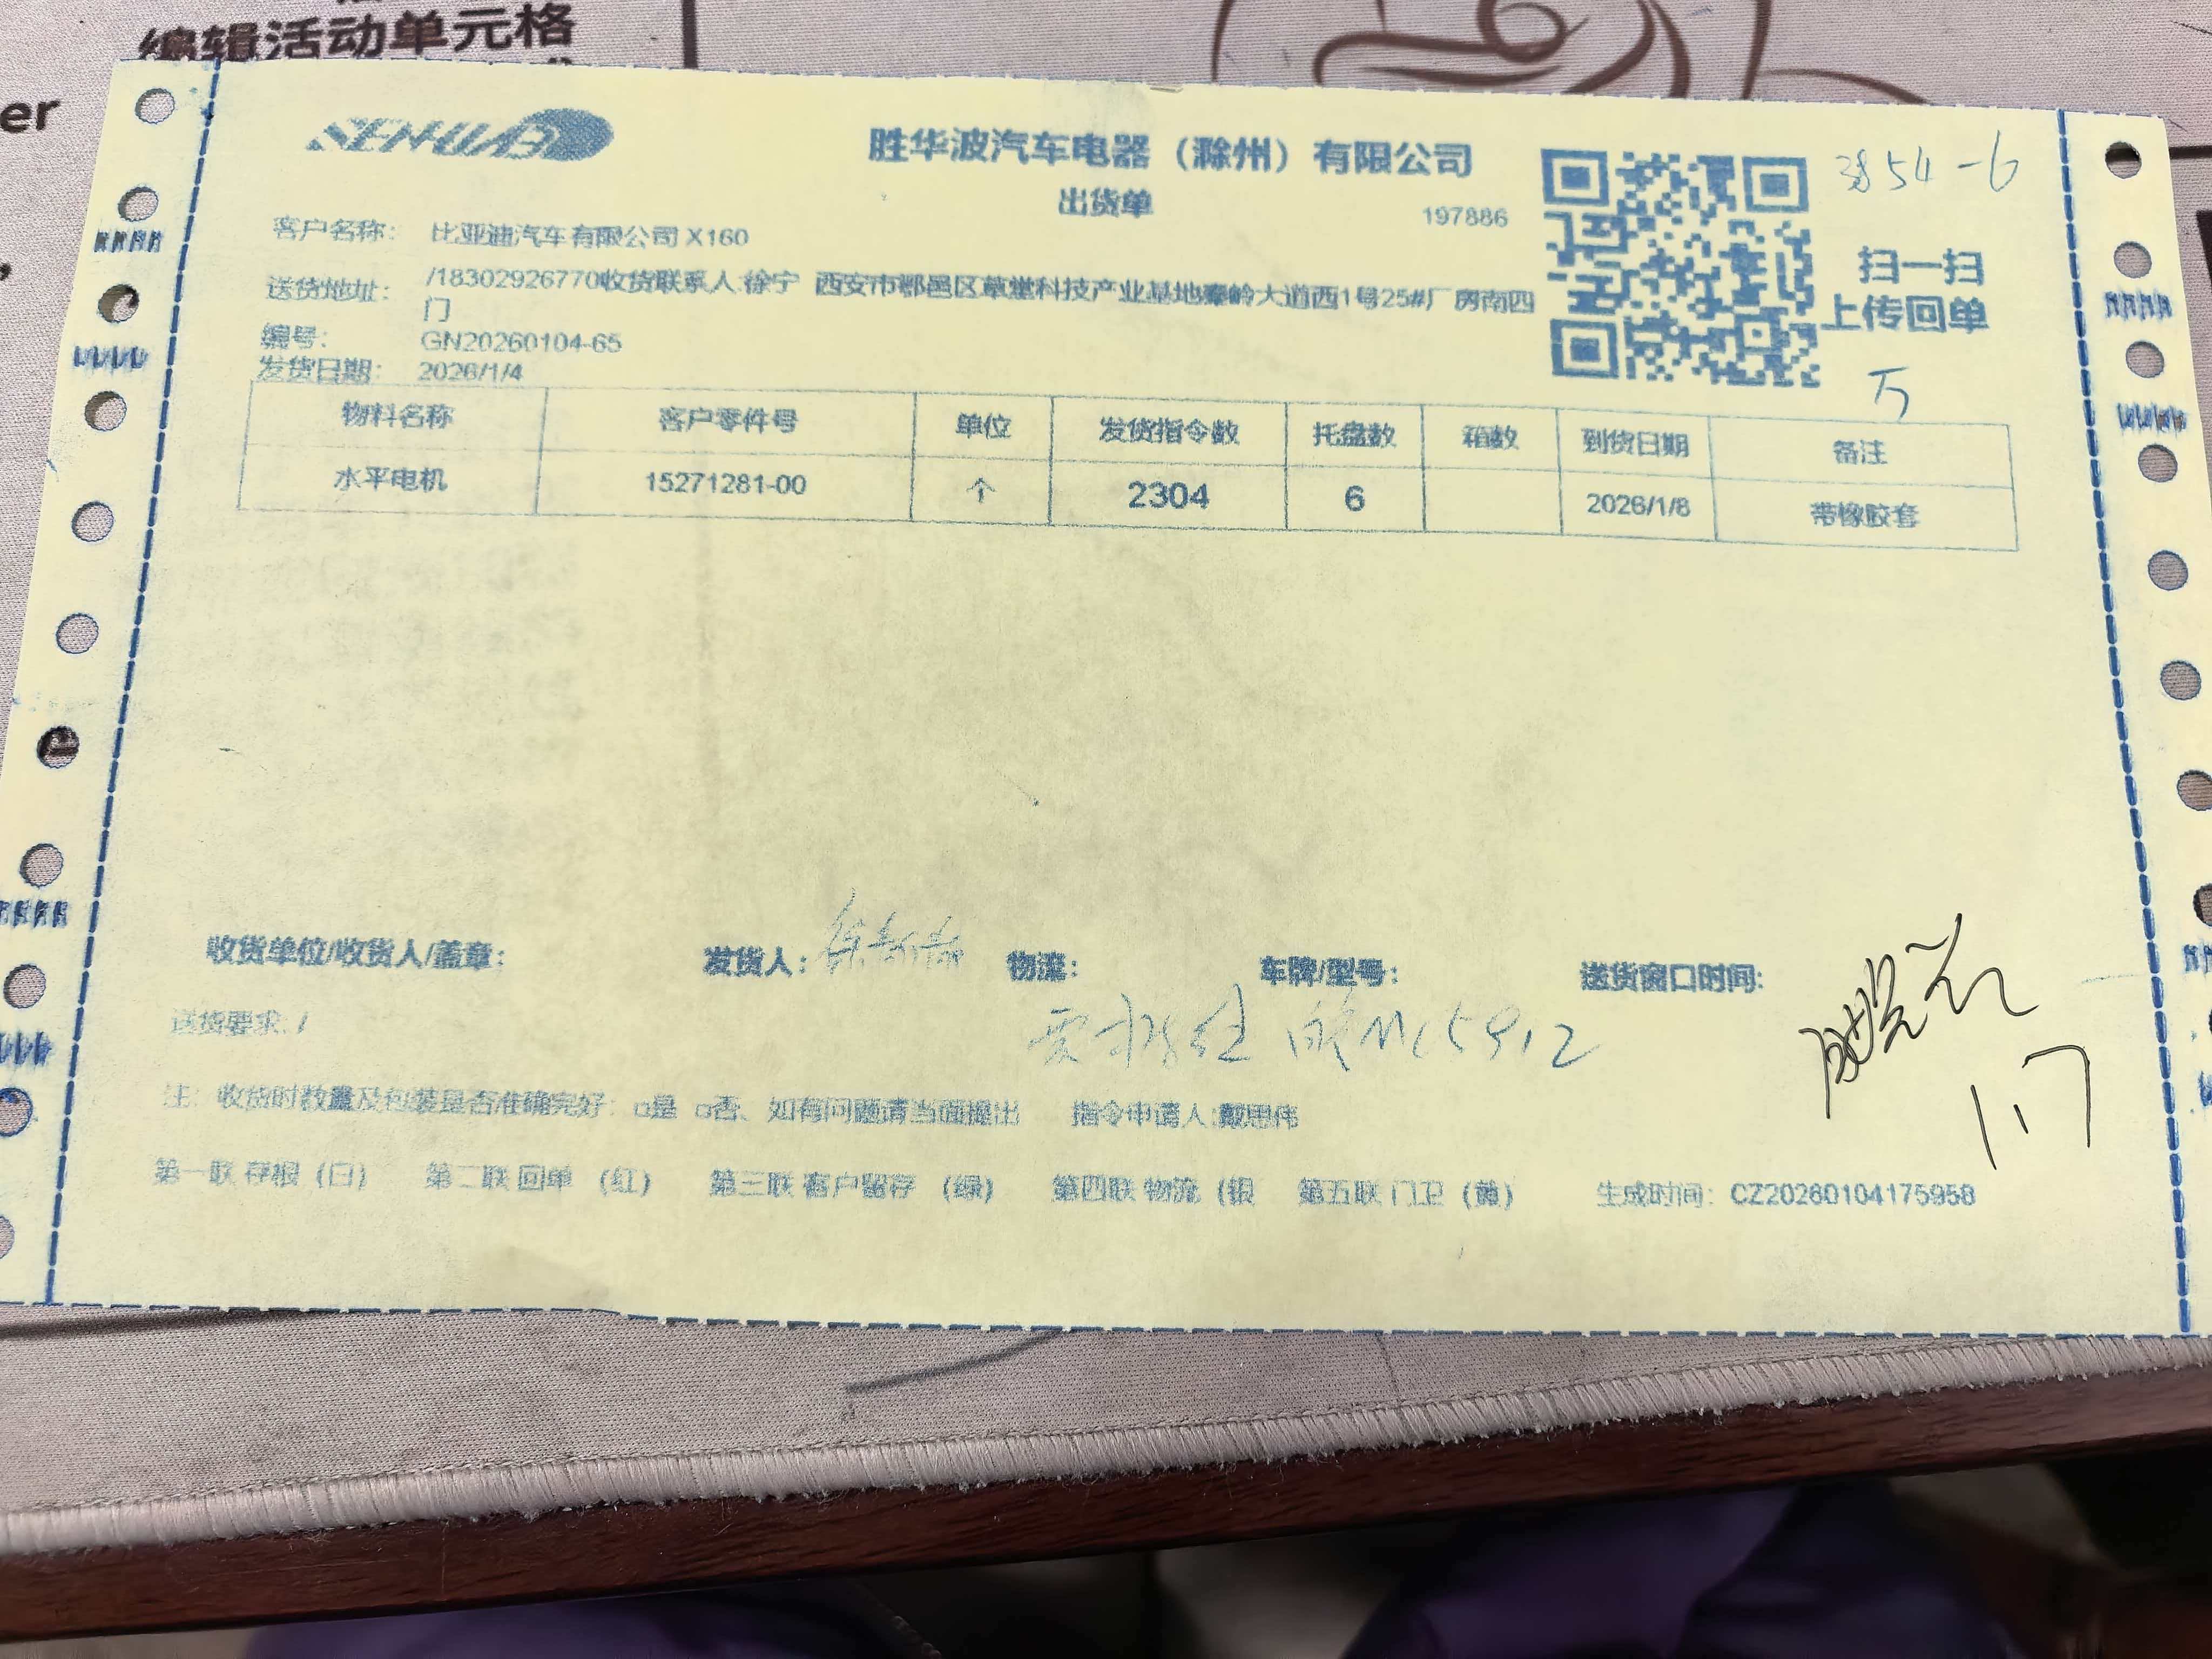 编辑活动单元格
er
SENHUAB
胜华波汽车电器（滁州）有限公司
出货单
197886
3854-6
扫一扫
上传回单
万
客户名称： 比亚迪汽车有限公司 X160
送货地址： /18302926770收货联系人 徐宁 西安市鄠邑区草堂科技产业基地秦岭大道西1号25#厂房南四
门
编号： GN20260104-65
发货日期： 2026/1/4
物料名称 客户零件号 单位 发货指令数 托盘数 箱数 到货日期 备注
水平电机 15271281-00 个 2304 6 2026/1/8 带橡胶套
收货单位/收货人/盖章： 发货人： 物流： 车牌/型号： 送货窗口时间：
送货要求: /
1.7
注：收货时数量及包装是否准确完好：□是 □否、如有问题请当面提出 指令申请人:戴思伟
第一联 存根（白） 第二联 回单 （红） 第三联 客户留存 （绿） 第四联 物流（银 第五联 门卫（黄） 生成时间：CZ20260104175958